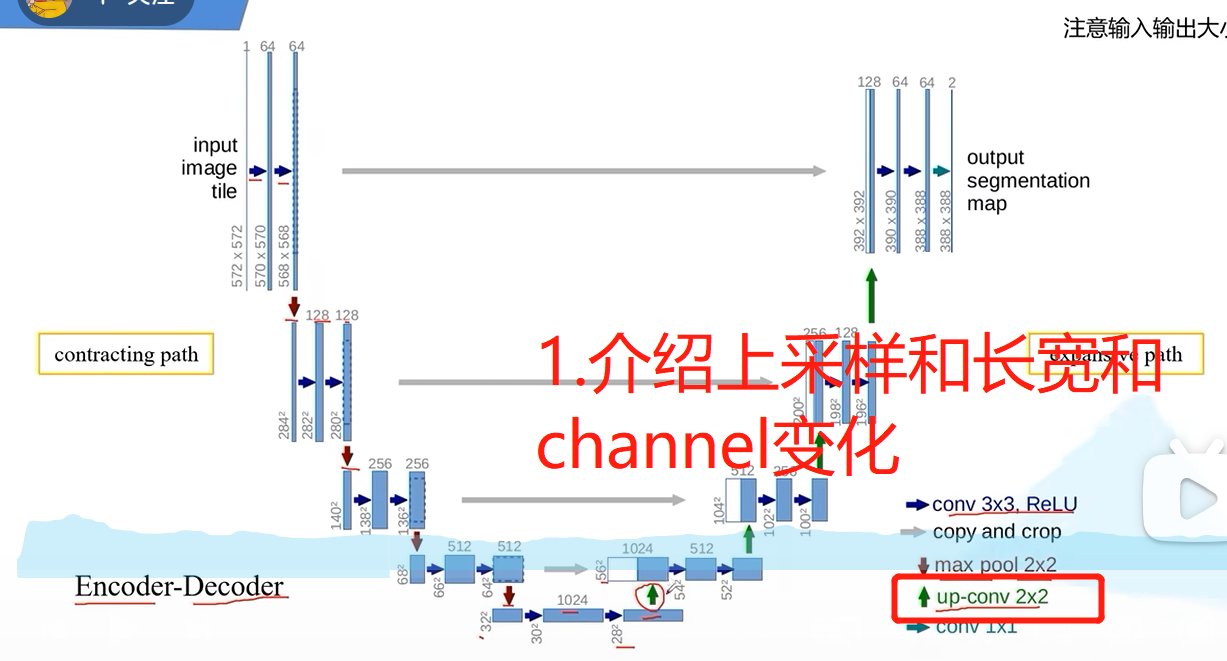 关注
注意输入输出大小
1 64 64
128 64 64 2
input
image
tile
output
segmentation
map
572 x 572
570 x 570
568 x 568
392 x 392
390 x 390
388 x 388
388 x 388
128 128
256 128
contracting path
expansive path
1.介绍上采样和长宽和
channel变化
284²
282²
280²
200²
198²
196²
256 256
512 256
140²
138²
136²
104²
102²
100²
conv 3x3, ReLU
copy and crop
max pool 2x2
up-conv 2x2
conv 1x1
512 512
1024 512
68²
66²
64²
56²
54²
52²
Encoder-Decoder
1024
32²
30²
28²